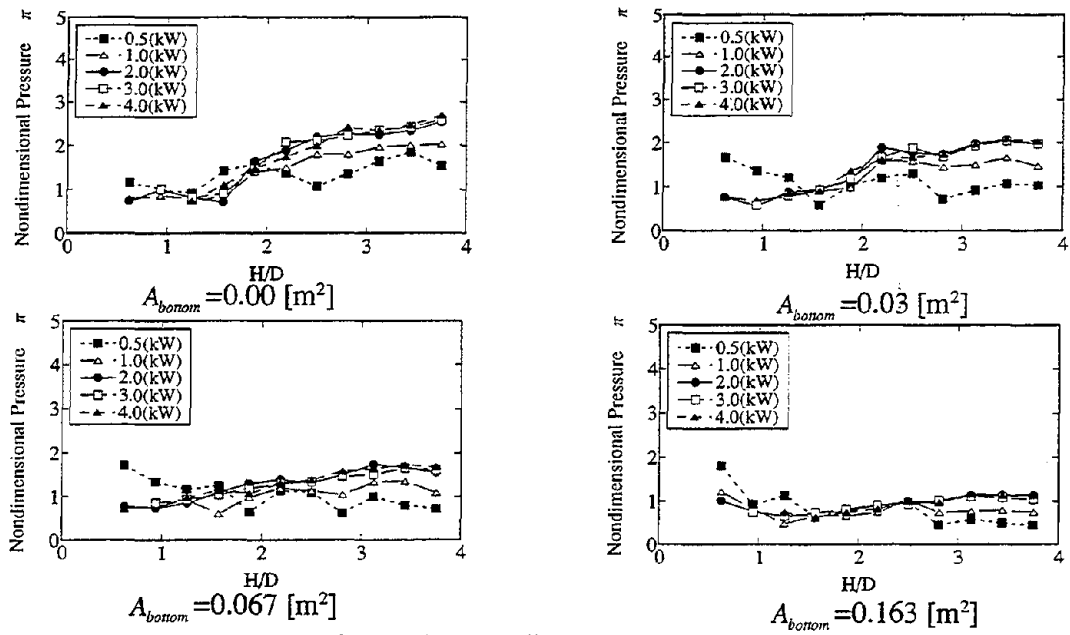 π
Nondimensional Pressure
5
4
3
2
1
0
0.5(kW)
1.0(kW)
2.0(kW)
3.0(kW)
4.0(kW)
0 1 2 3 4
H/D
A_bottom=0.00 [m²]
π
Nondimensional Pressure
5
4
3
2
1
0
0.5(kW)
1.0(kW)
2.0(kW)
3.0(kW)
4.0(kW)
0 1 2 3 4
H/D
A_bottom=0.03 [m²]
π
Nondimensional Pressure
5
4
3
2
1
0
0.5(kW)
1.0(kW)
2.0(kW)
3.0(kW)
4.0(kW)
0 1 2 3 4
H/D
A_bottom=0.067 [m²]
π
Nondimensional Pressure
5
4
3
2
1
0
0.5(kW)
1.0(kW)
2.0(kW)
3.0(kW)
4.0(kW)
0 1 2 3 4
H/D
A_bottom=0.163 [m²]